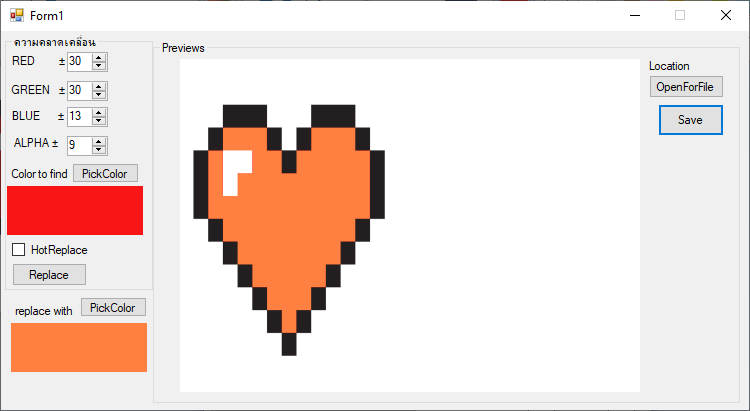 Form1
ความคลาดเคลื่อน
RED ± 30
GREEN ± 30
BLUE ± 13
ALPHA ± 9
Color to find PickColor
HotReplace
Replace
replace with PickColor
Previews
Location
OpenForFile
Save